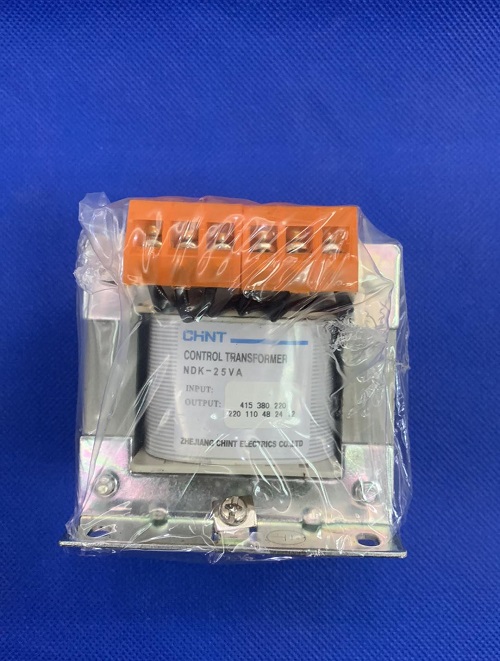 CHNT
CONTROL TRANSFORMER
NDK-25VA
INPUT:
OUTPUT:
415 380 220
220 110 48 24
ZHEJIANG CHINT ELECTRICS CO.LTD